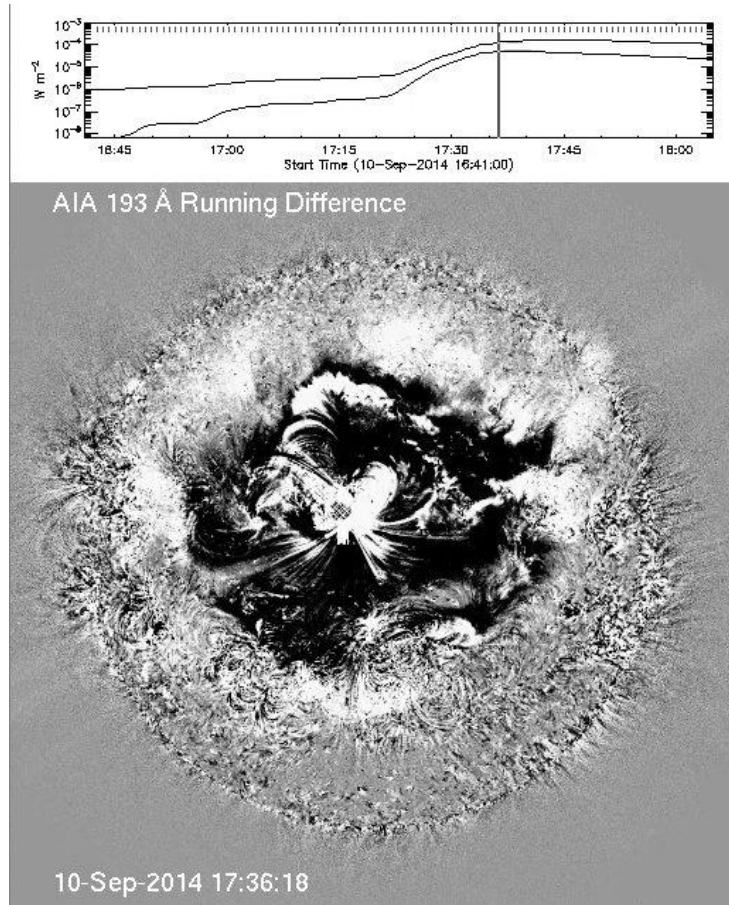 10⁻³
10⁻⁴
10⁻⁵
10⁻⁶
10⁻⁷
10⁻⁸
W m⁻²
16:45 17:00 17:15 17:30 17:45 18:00
Start Time (10-Sep-2014 16:41:00)
AIA 193 Å Running Difference
10-Sep-2014 17:36:18